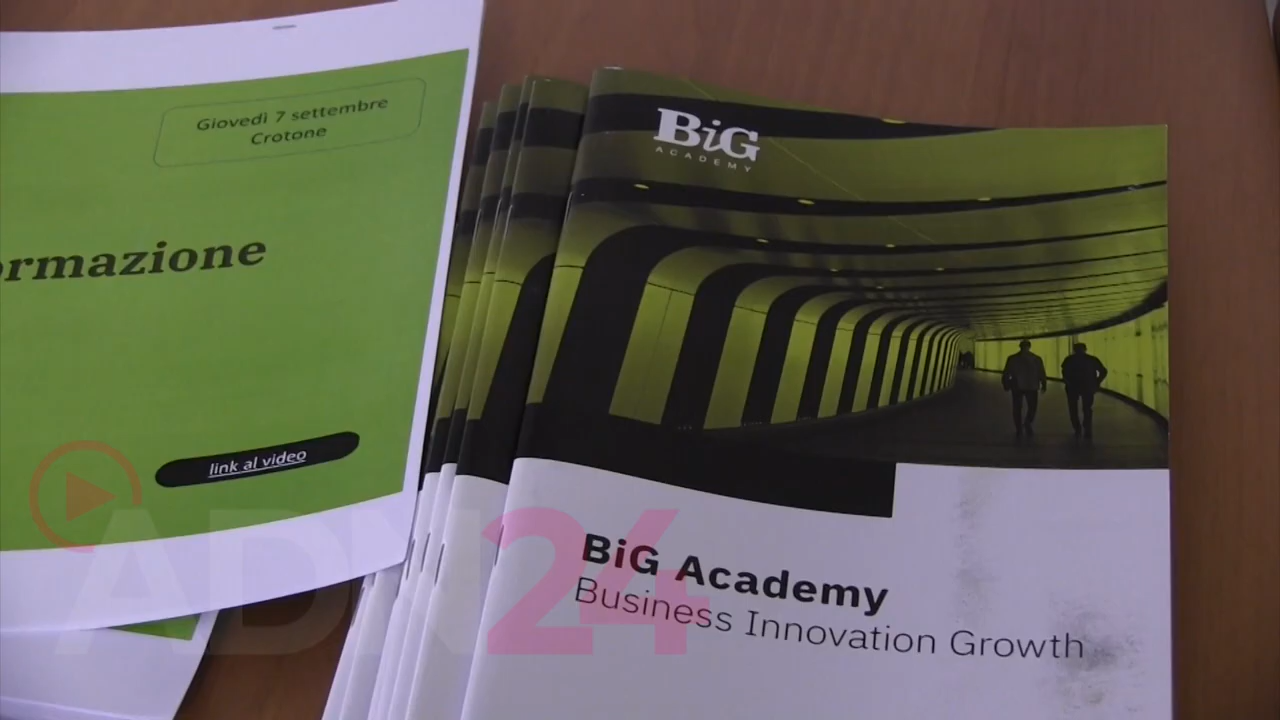 Giovedì 7 settembre
Crotone
ormazione
link al video
BiG
ACADEMY
BiG Academy
Business Innovation Growth
ADN24